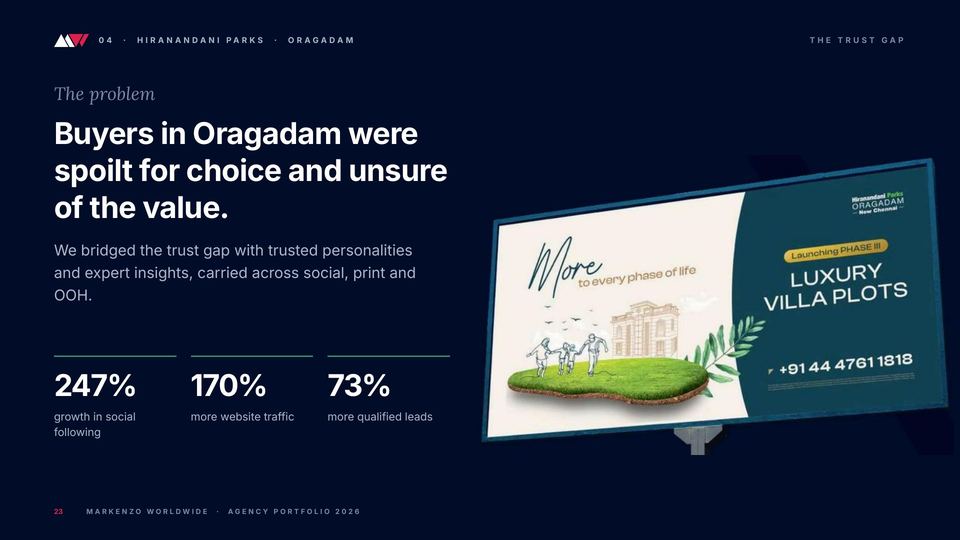 04 · HIRANANDANI PARKS · ORAGADAM
THE TRUST GAP
The problem
Buyers in Oragadam were
spoilt for choice and unsure
of the value.
We bridged the trust gap with trusted personalities
and expert insights, carried across social, print and
OOH.
247%
growth in social
following
170%
more website traffic
73%
more qualified leads
More
to every phase of life
Hiranandani Parks
ORAGADAM
New Chennai
Launching PHASE III
LUXURY
VILLA PLOTS
+91 44 4761 1818
23 MARKENZO WORLDWIDE · AGENCY PORTFOLIO 2026